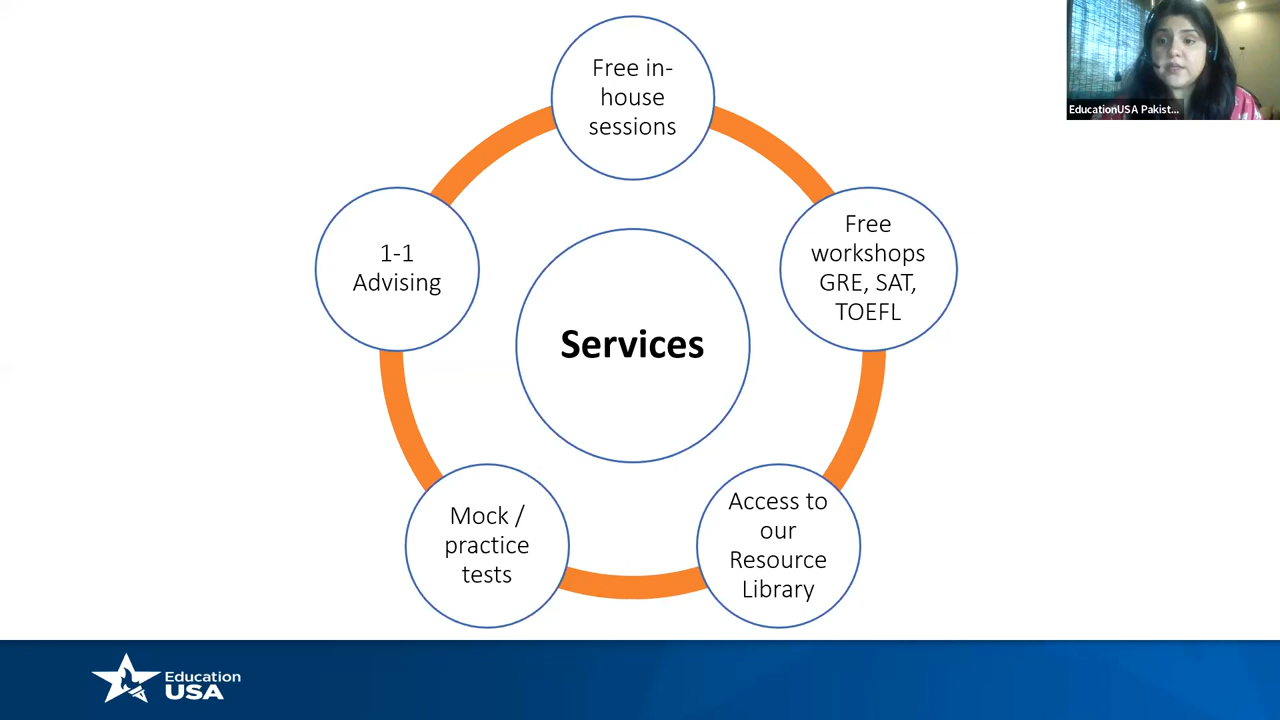 Free in-
house
sessions
Free
workshops
GRE, SAT,
TOEFL
Access to
our
Resource
Library
Mock /
practice
tests
1-1
Advising
Services
EducationUSA Pakist...
Education
USA